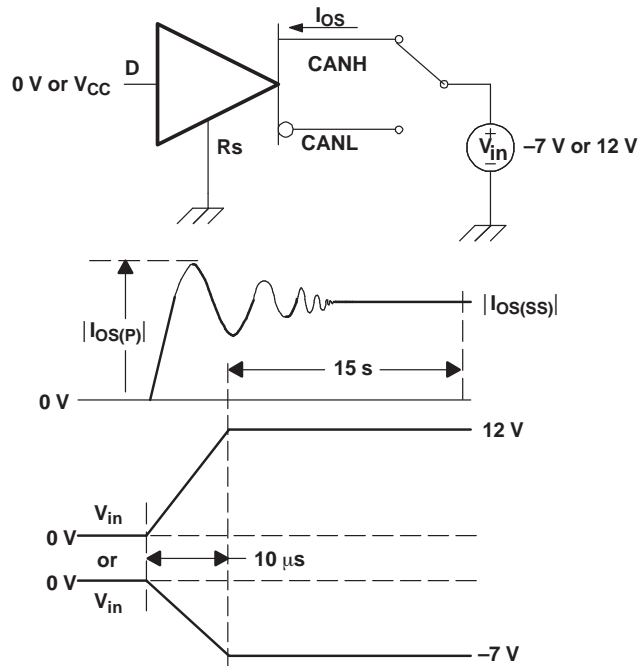 IOS
D
CANH
0 V or VCC
Rs
CANL
+
Vin
–
–7 V or 12 V
|IOS(P)|
|IOS(SS)|
15 s
0 V
12 V
Vin
0 V
or
10 μs
0 V
Vin
–7 V